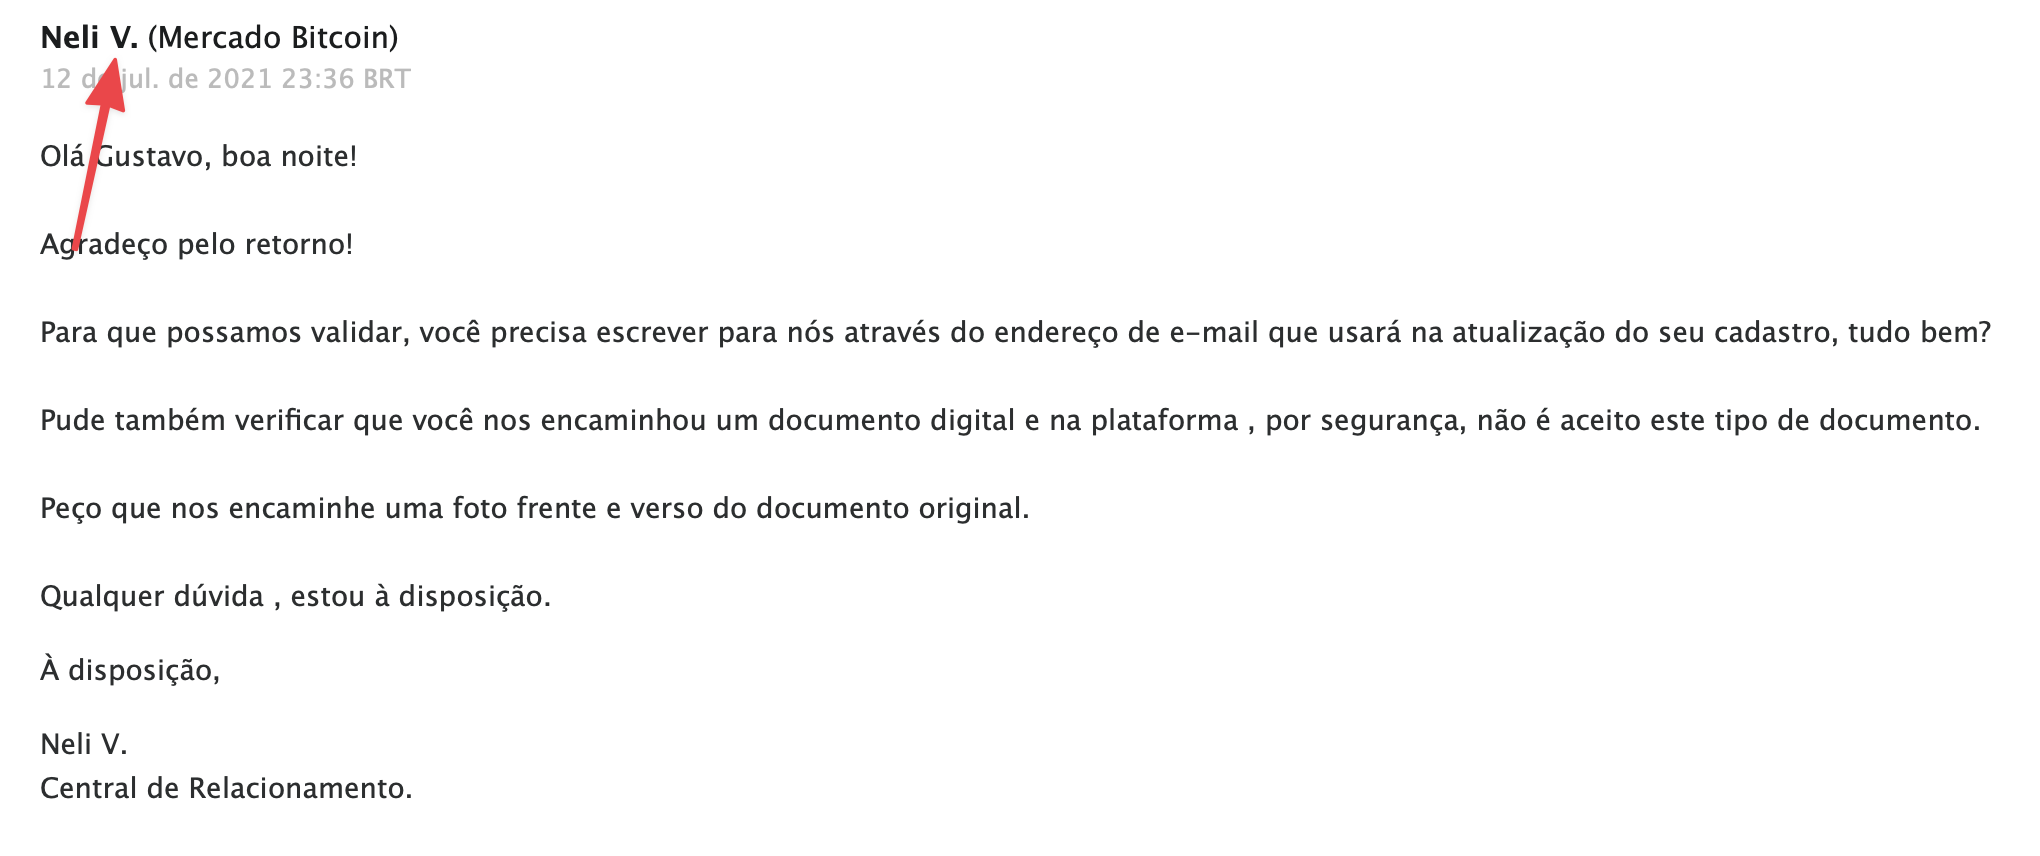 Neli V. (Mercado Bitcoin)
12 de jul. de 2021 23:36 BRT
Olá Gustavo, boa noite!
Agradeço pelo retorno!
Para que possamos validar, você precisa escrever para nós através do endereço de e-mail que usará na atualização do seu cadastro, tudo bem?
Pude também verificar que você nos encaminhou um documento digital e na plataforma , por segurança, não é aceito este tipo de documento.
Peço que nos encaminhe uma foto frente e verso do documento original.
Qualquer dúvida , estou à disposição.
À disposição,
Neli V.
Central de Relacionamento.